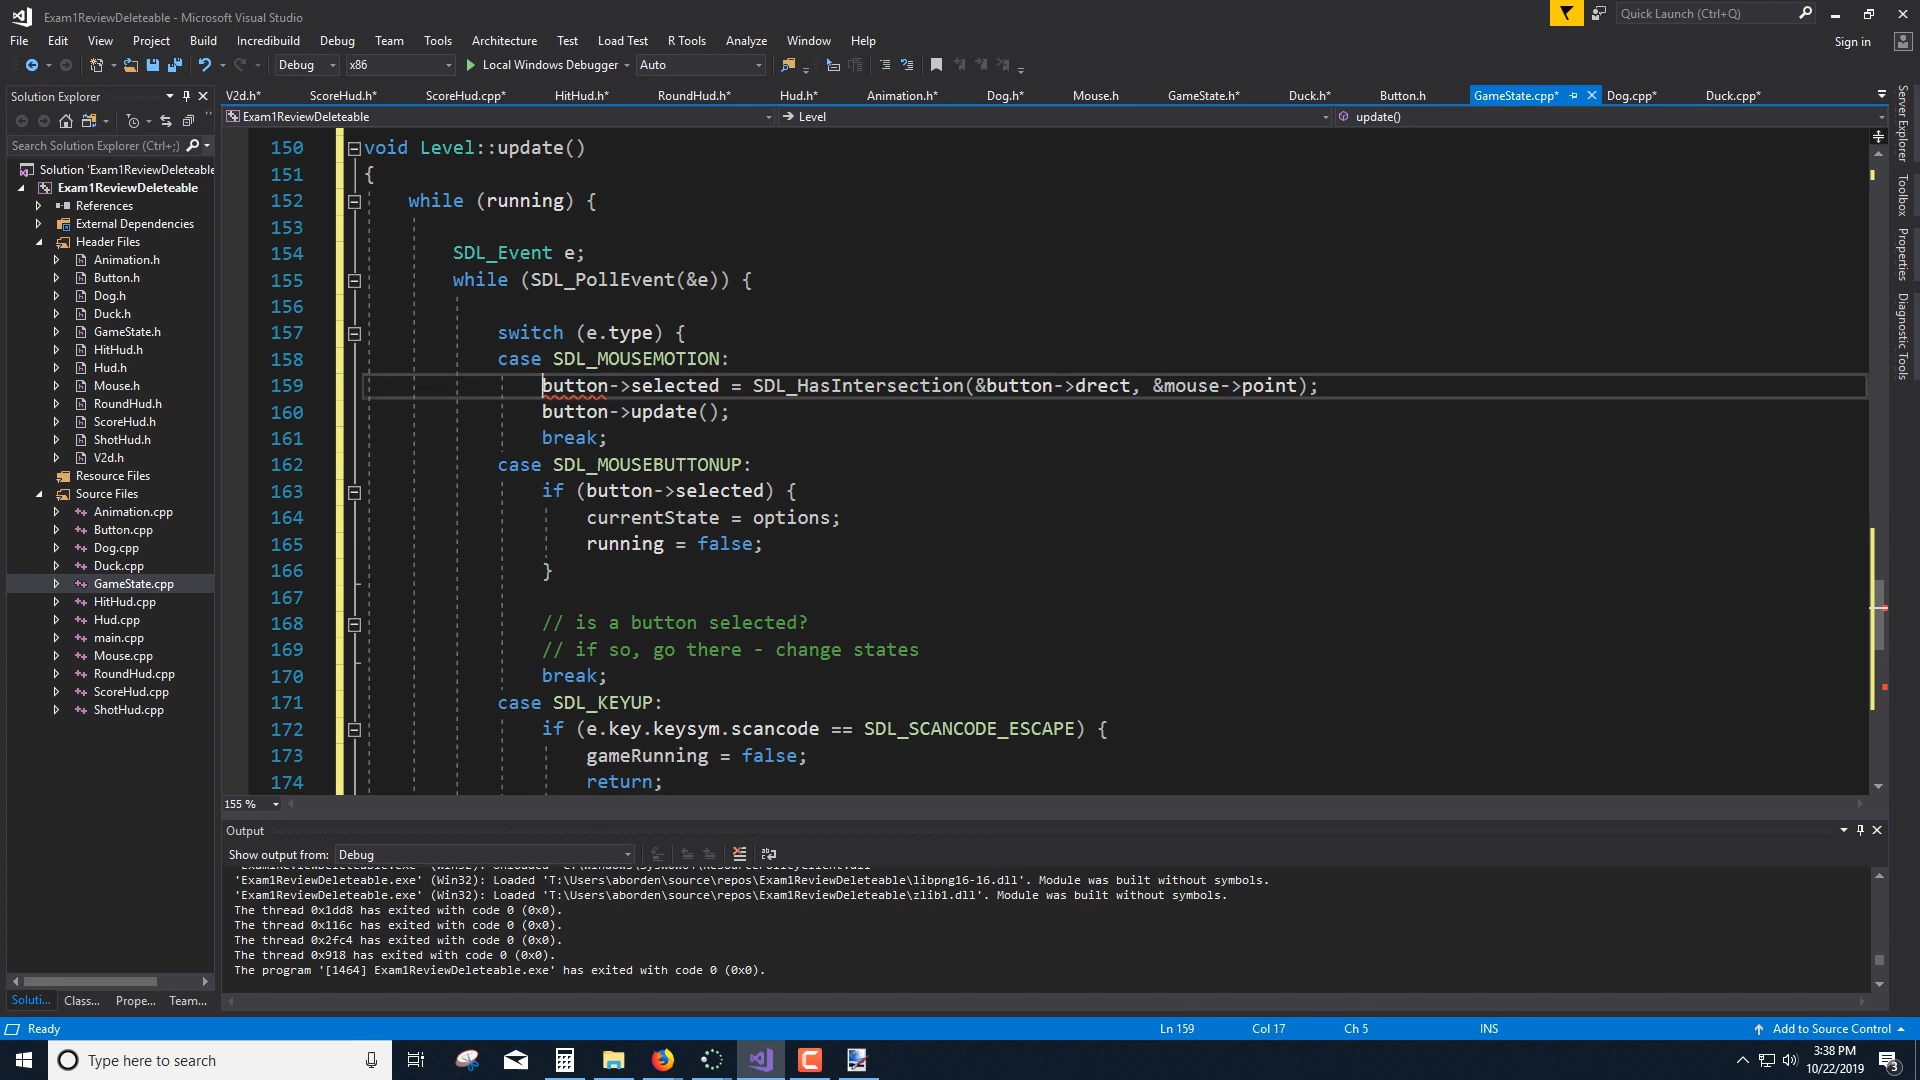 Exam1ReviewDeleteable - Microsoft Visual Studio
Quick Launch (Ctrl+Q)
File Edit View Project Build Incredibuild Debug Team Tools Architecture Test Load Test R Tools Analyze Window Help
Sign in
Debug x86 Local Windows Debugger Auto
Solution Explorer
V2d.h* ScoreHud.h* ScoreHud.cpp* HitHud.h* RoundHud.h* Hud.h* Animation.h* Dog.h* Mouse.h GameState.h* Duck.h* Button.h GameState.cpp* Dog.cpp* Duck.cpp*
Exam1ReviewDeleteable Level update()
Search Solution Explorer (Ctrl+;)
Solution 'Exam1ReviewDeleteable
Exam1ReviewDeleteable
References
External Dependencies
Header Files
Animation.h
Button.h
Dog.h
Duck.h
GameState.h
HitHud.h
Hud.h
Mouse.h
RoundHud.h
ScoreHud.h
ShotHud.h
V2d.h
Resource Files
Source Files
Animation.cpp
Button.cpp
Dog.cpp
Duck.cpp
GameState.cpp
HitHud.cpp
Hud.cpp
main.cpp
Mouse.cpp
RoundHud.cpp
ScoreHud.cpp
ShotHud.cpp
Soluti... Class... Prope... Team...
150 void Level::update()
151 {
152 while (running) {
153
154 SDL_Event e;
155 while (SDL_PollEvent(&e)) {
156
157 switch (e.type) {
158 case SDL_MOUSEMOTION:
159 button->selected = SDL_HasIntersection(&button->drect, &mouse->point);
160 button->update();
161 break;
162 case SDL_MOUSEBUTTONUP:
163 if (button->selected) {
164 currentState = options;
165 running = false;
166 }
167
168 // is a button selected?
169 // if so, go there - change states
170 break;
171 case SDL_KEYUP:
172 if (e.key.keysym.scancode == SDL_SCANCODE_ESCAPE) {
173 gameRunning = false;
174 return;
155 %
Server Explorer
Toolbox
Properties
Diagnostic Tools
Output
Show output from: Debug
'Exam1ReviewDeleteable.exe' (Win32): Loaded 'T:\Users\aborden\source\repos\Exam1ReviewDeleteable\libpng16-16.dll'. Module was built without symbols.
'Exam1ReviewDeleteable.exe' (Win32): Loaded 'T:\Users\aborden\source\repos\Exam1ReviewDeleteable\zlib1.dll'. Module was built without symbols.
The thread 0x1dd8 has exited with code 0 (0x0).
The thread 0x116c has exited with code 0 (0x0).
The thread 0x2fc4 has exited with code 0 (0x0).
The thread 0x918 has exited with code 0 (0x0).
The program '[1464] Exam1ReviewDeleteable.exe' has exited with code 0 (0x0).
Ready Ln 159 Col 17 Ch 5 INS Add to Source Control
Type here to search
3:38 PM
10/22/2019
3